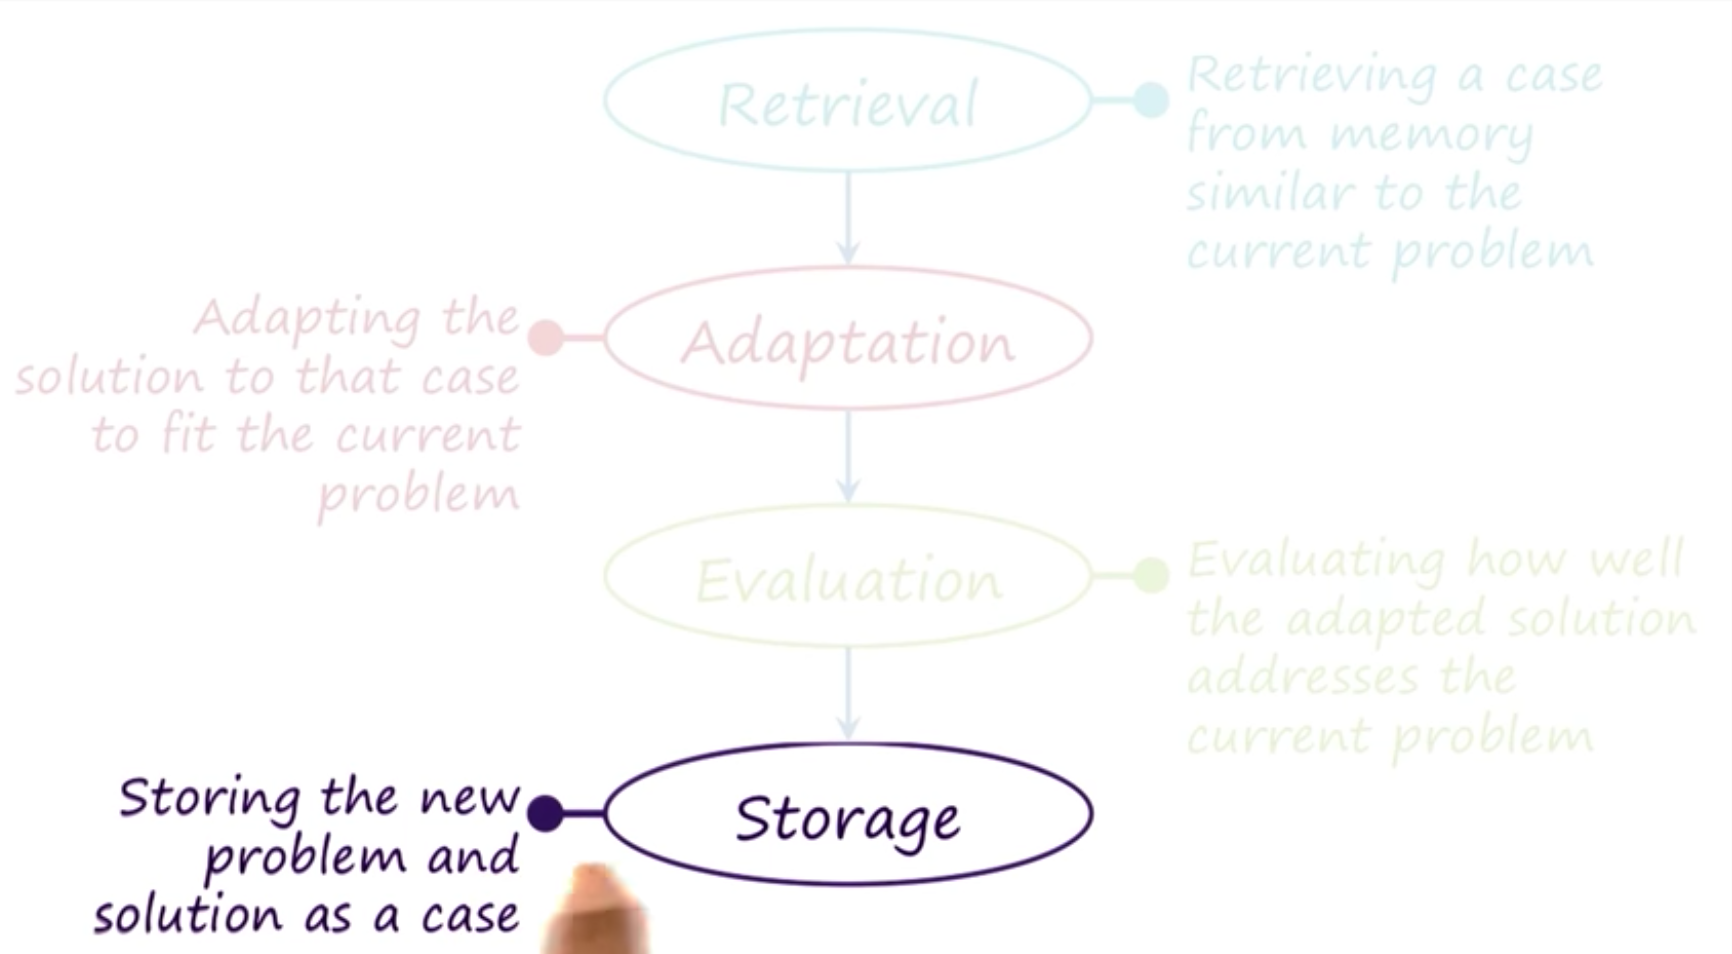 Retrieval
Retrieving a case
from memory
similar to the
current problem
Adaptation
Adapting the
solution to that case
to fit the current
problem
Evaluation
Evaluating how well
the adapted solution
addresses the
current problem
Storage
Storing the new
problem and
solution as a case